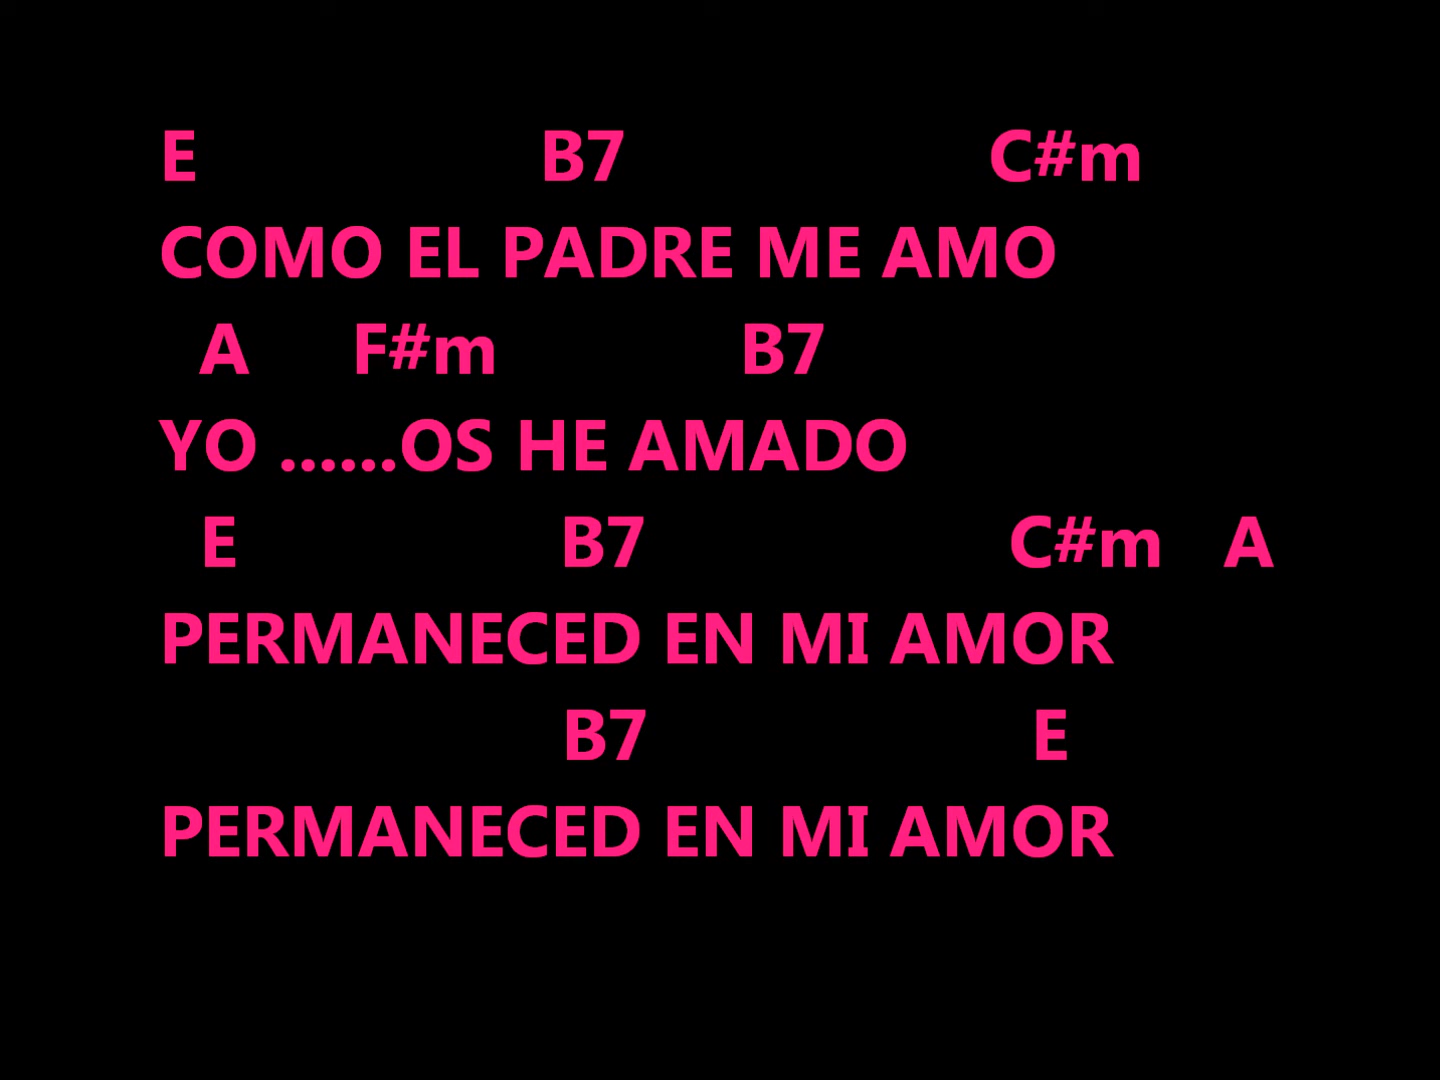 E B7 C#m
COMO EL PADRE ME AMO
A F#m B7
YO ......OS HE AMADO
E B7 C#m A
PERMANECED EN MI AMOR
B7 E
PERMANECED EN MI AMOR